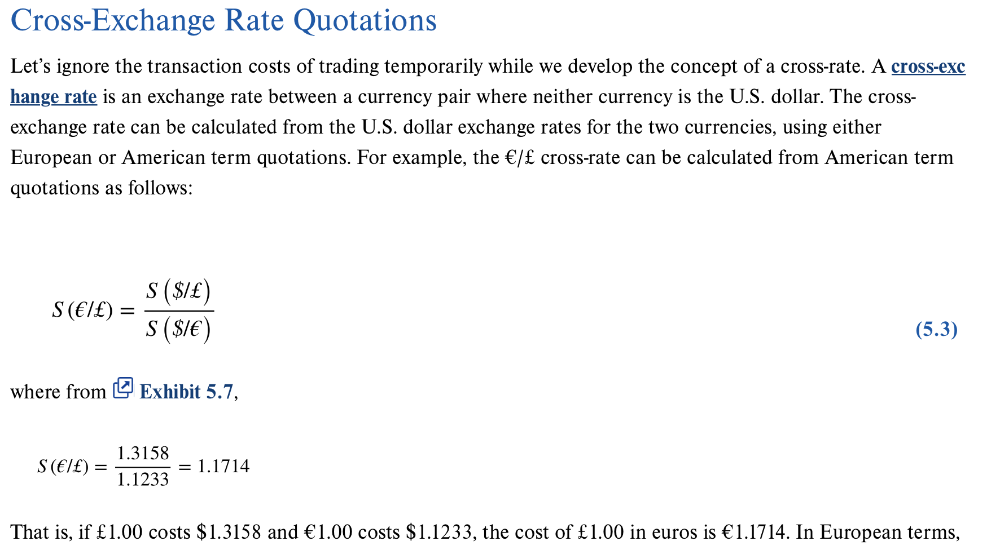 Cross-Exchange Rate Quotations
Let’s ignore the transaction costs of trading temporarily while we develop the concept of a cross-rate. A cross-exc
hange rate is an exchange rate between a currency pair where neither currency is the U.S. dollar. The cross-
exchange rate can be calculated from the U.S. dollar exchange rates for the two currencies, using either
European or American term quotations. For example, the €/£ cross-rate can be calculated from American term
quotations as follows:
S (€/£) = S ($/£) / S ($/€)
(5.3)
where from Exhibit 5.7,
S (€/£) = 1.3158 / 1.1233 = 1.1714
That is, if £1.00 costs $1.3158 and €1.00 costs $1.1233, the cost of £1.00 in euros is €1.1714. In European terms,